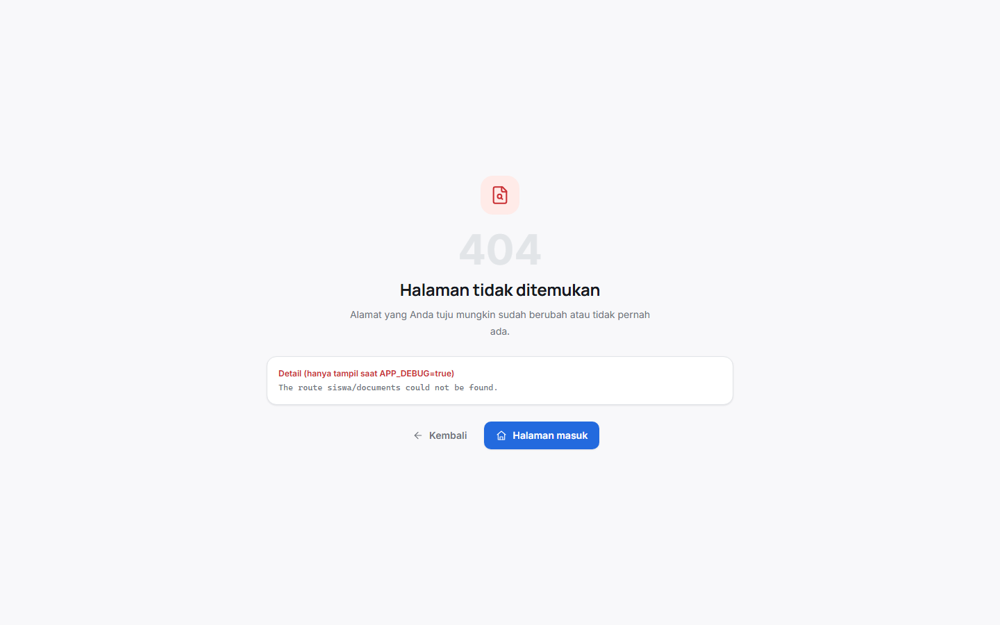 404
Halaman tidak ditemukan
Alamat yang Anda tuju mungkin sudah berubah atau tidak pernah
ada.
Detail (hanya tampil saat APP_DEBUG=true)
The route siswa/documents could not be found.
Kembali
Halaman masuk